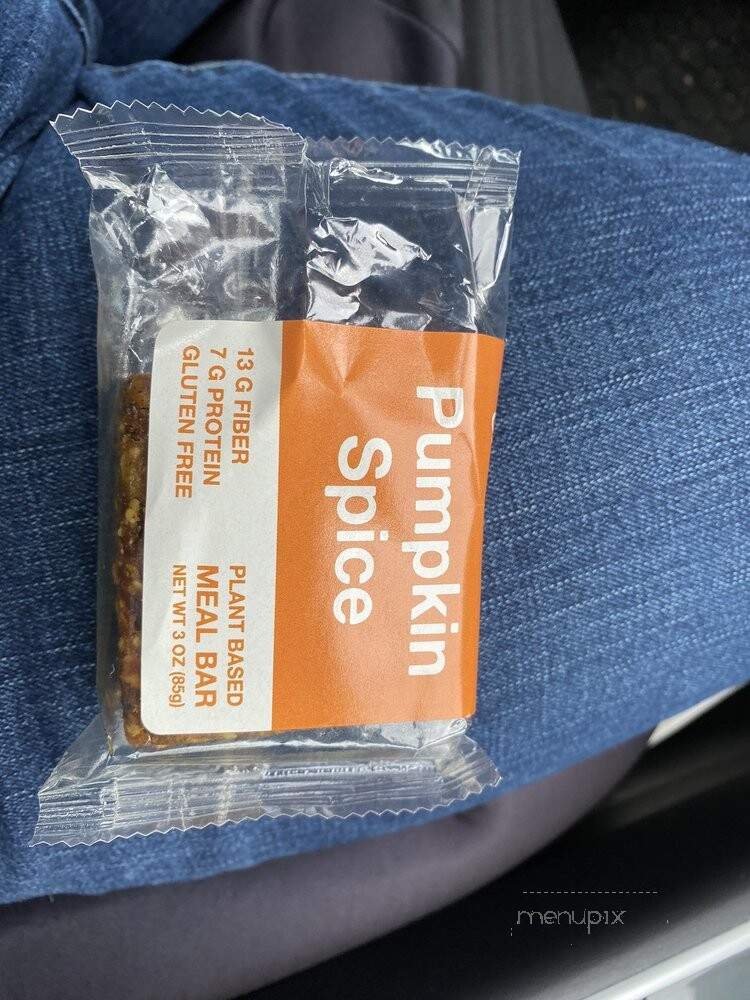 Pumpkin
Spice
13 G FIBER
7 G PROTEIN
GLUTEN FREE
PLANT BASED
MEAL BAR
NET WT 3 OZ (85g)
menupix